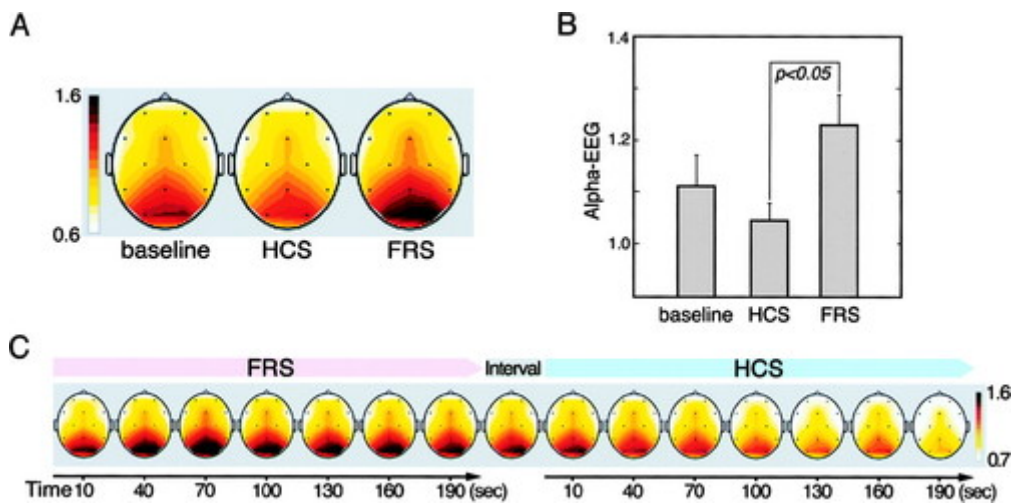 A
1.6
0.6
baseline HCS FRS
B
1.4
1.2
1.0
Alpha-EEG
p<0.05
baseline HCS FRS
C
FRS Interval HCS
1.6
0.7
Time 10 40 70 100 130 160 190 (sec) 10 40 70 100 130 160 190 (sec)